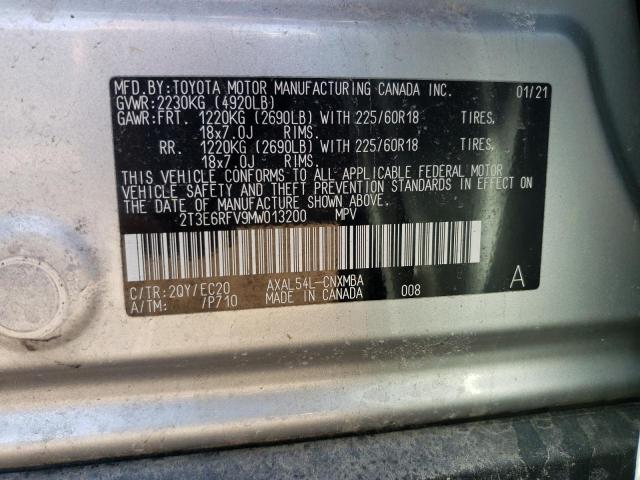 MFD.BY:TOYOTA MOTOR MANUFACTURING CANADA INC. 01/21
GVWR:2230KG (4920LB)
GAWR:FRT. 1220KG (2690LB) WITH 225/60R18 TIRES,
18x7.0J RIMS.
RR. 1220KG (2690LB) WITH 225/60R18 TIRES,
18x7.0J RIMS.
THIS VEHICLE CONFORMS TO ALL APPLICABLE FEDERAL MOTOR
VEHICLE SAFETY AND THEFT PREVENTION STANDARDS IN EFFECT ON
THE DATE OF MANUFACTURE SHOWN ABOVE.
2T3E6RFV9MW013200 MPV
C/TR:2QY/EC20 AXAL54L-CNXMBA A
A/TM: /P710 MADE IN CANADA 008